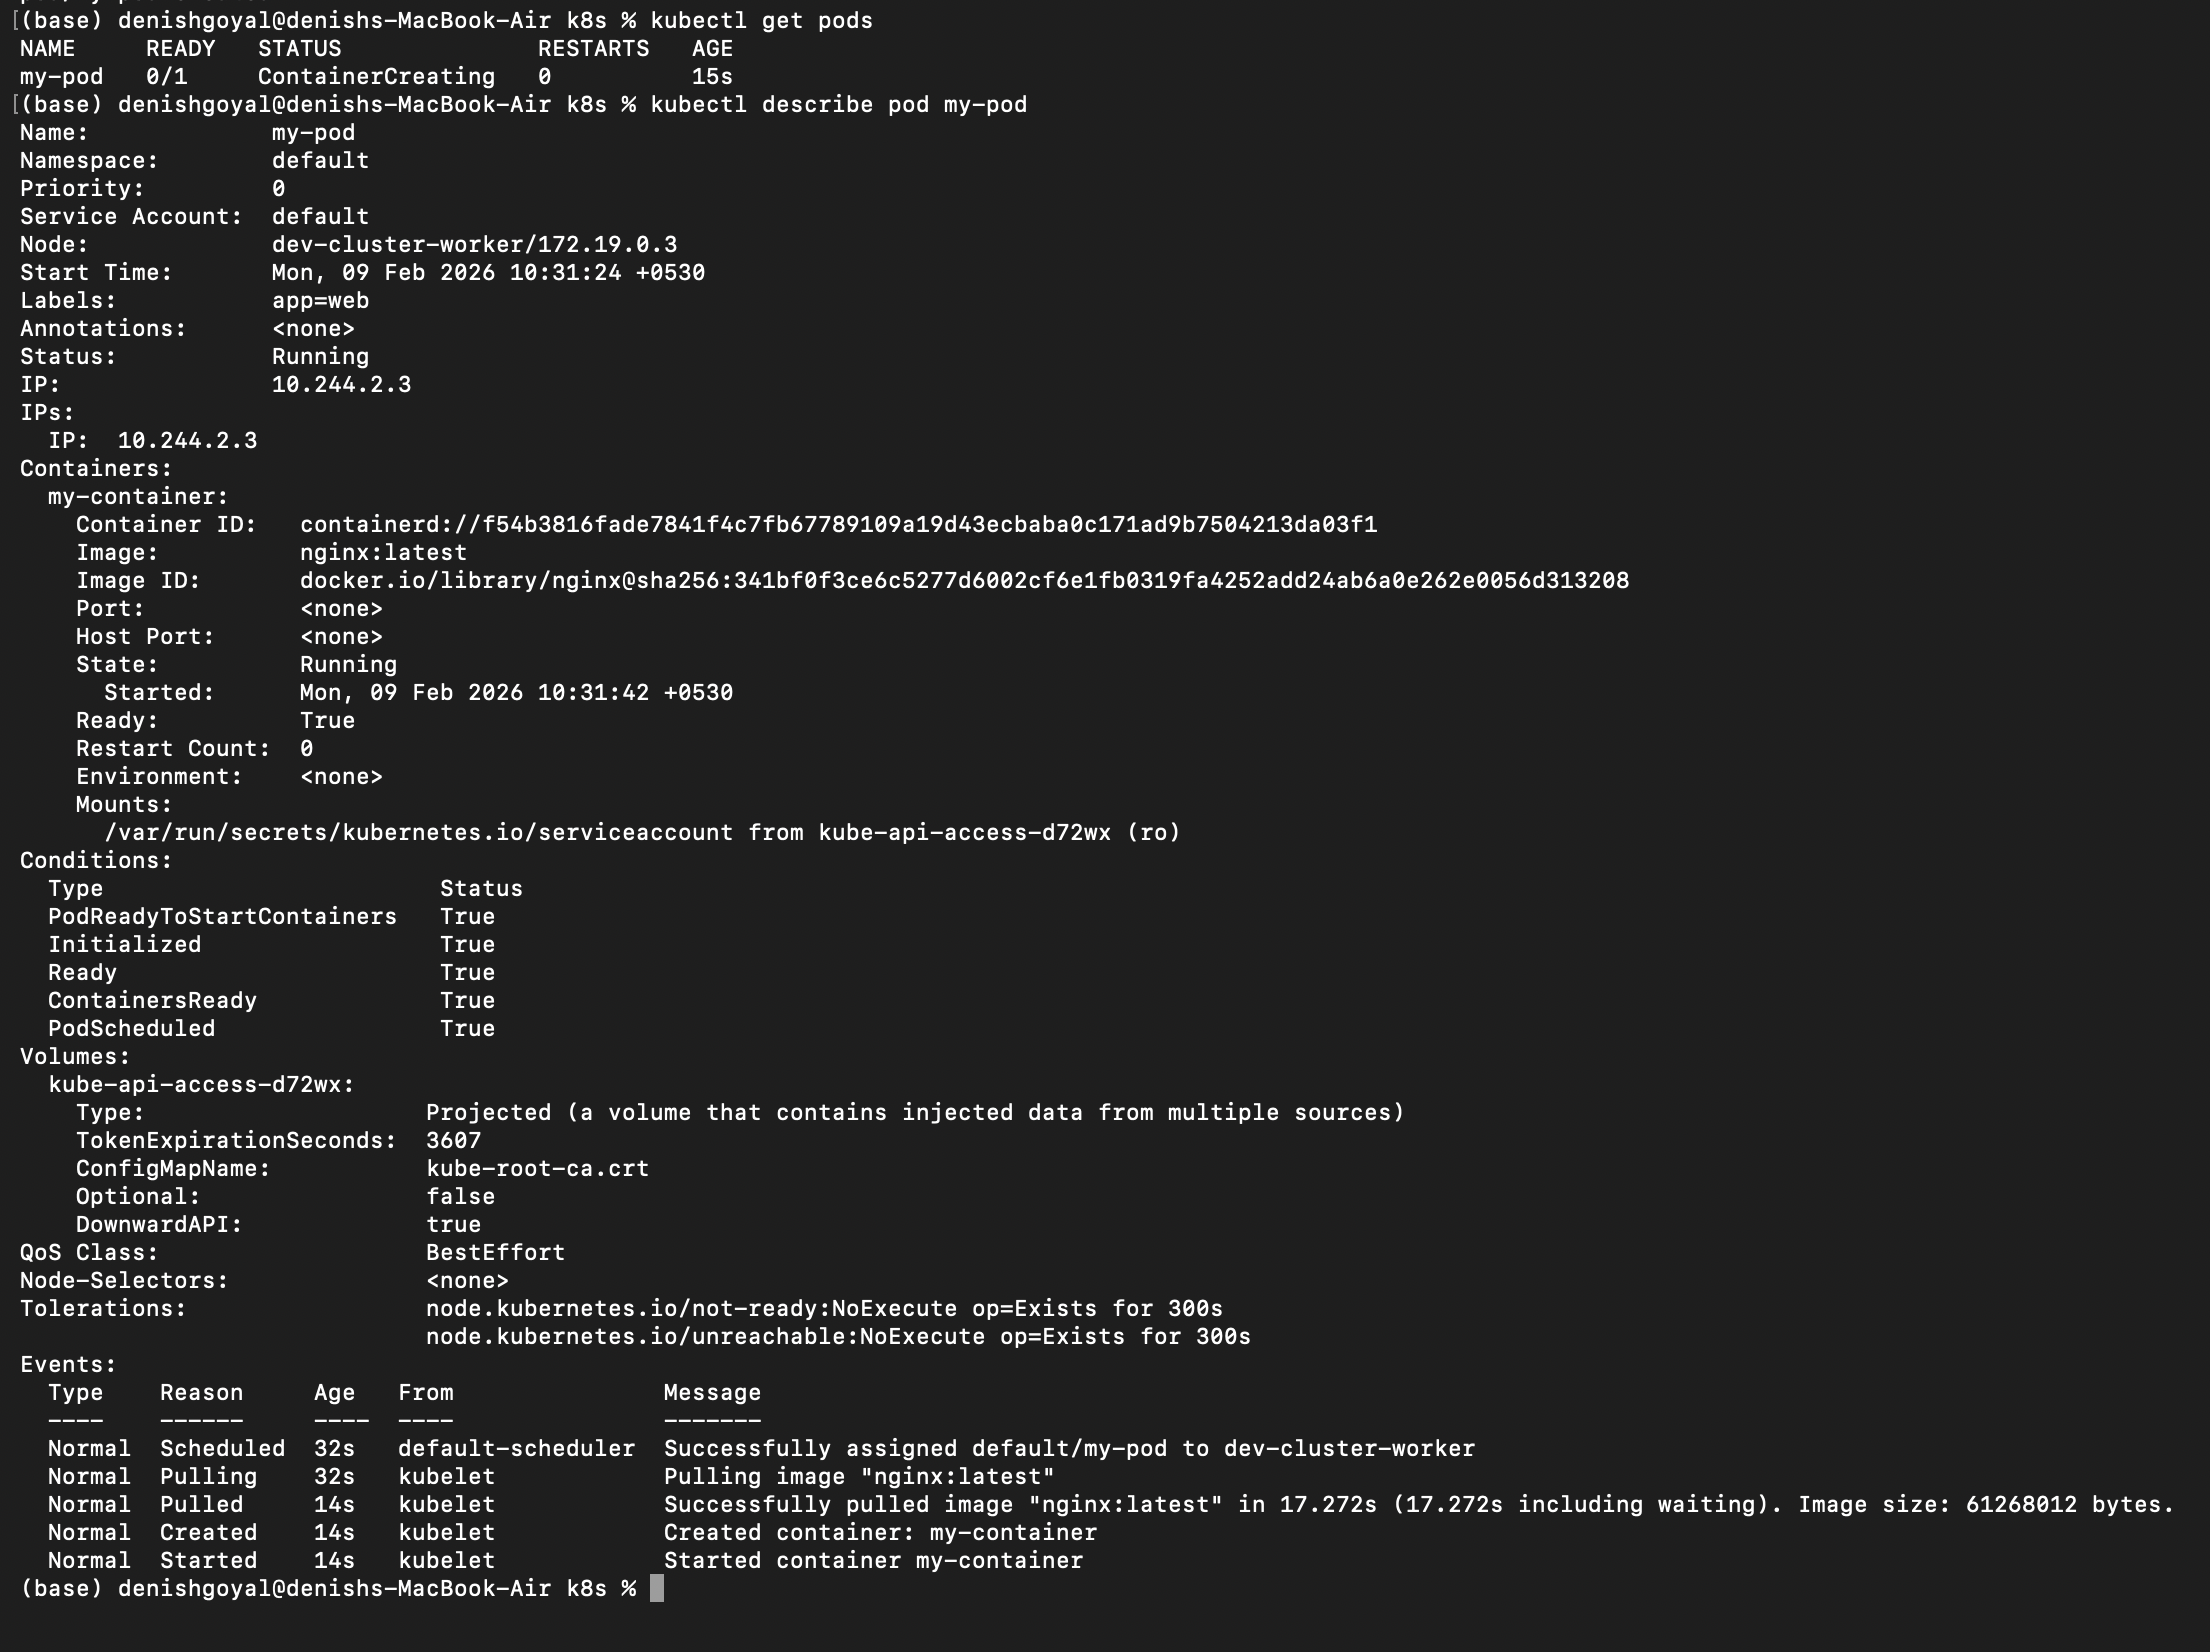 (base) denishgoyal@denishs-MacBook-Air k8s % kubectl get pods
NAME     READY   STATUS              RESTARTS   AGE
my-pod   0/1     ContainerCreating   0          15s
(base) denishgoyal@denishs-MacBook-Air k8s % kubectl describe pod my-pod
Name:             my-pod
Namespace:        default
Priority:         0
Service Account:  default
Node:             dev-cluster-worker/172.19.0.3
Start Time:       Mon, 09 Feb 2026 10:31:24 +0530
Labels:           app=web
Annotations:      <none>
Status:           Running
IP:               10.244.2.3
IPs:
  IP:  10.244.2.3
Containers:
  my-container:
    Container ID:   containerd://f54b3816fade7841f4c7fb67789109a19d43ecbaba0c171ad9b7504213da03f1
    Image:          nginx:latest
    Image ID:       docker.io/library/nginx@sha256:341bf0f3ce6c5277d6002cf6e1fb0319fa4252add24ab6a0e262e0056d313208
    Port:           <none>
    Host Port:      <none>
    State:          Running
      Started:      Mon, 09 Feb 2026 10:31:42 +0530
    Ready:          True
    Restart Count:  0
    Environment:    <none>
    Mounts:
      /var/run/secrets/kubernetes.io/serviceaccount from kube-api-access-d72wx (ro)
Conditions:
  Type                        Status
  PodReadyToStartContainers   True
  Initialized                 True
  Ready                       True
  ContainersReady             True
  PodScheduled                True
Volumes:
  kube-api-access-d72wx:
    Type:                    Projected (a volume that contains injected data from multiple sources)
    TokenExpirationSeconds:  3607
    ConfigMapName:           kube-root-ca.crt
    Optional:                false
    DownwardAPI:             true
QoS Class:                   BestEffort
Node-Selectors:              <none>
Tolerations:                 node.kubernetes.io/not-ready:NoExecute op=Exists for 300s
                             node.kubernetes.io/unreachable:NoExecute op=Exists for 300s
Events:
  Type    Reason     Age   From               Message
  ----    ------     ----  ----               -------
  Normal  Scheduled  32s   default-scheduler  Successfully assigned default/my-pod to dev-cluster-worker
  Normal  Pulling    32s   kubelet            Pulling image "nginx:latest"
  Normal  Pulled     14s   kubelet            Successfully pulled image "nginx:latest" in 17.272s (17.272s including waiting). Image size: 61268012 bytes.
  Normal  Created    14s   kubelet            Created container: my-container
  Normal  Started    14s   kubelet            Started container my-container
(base) denishgoyal@denishs-MacBook-Air k8s %